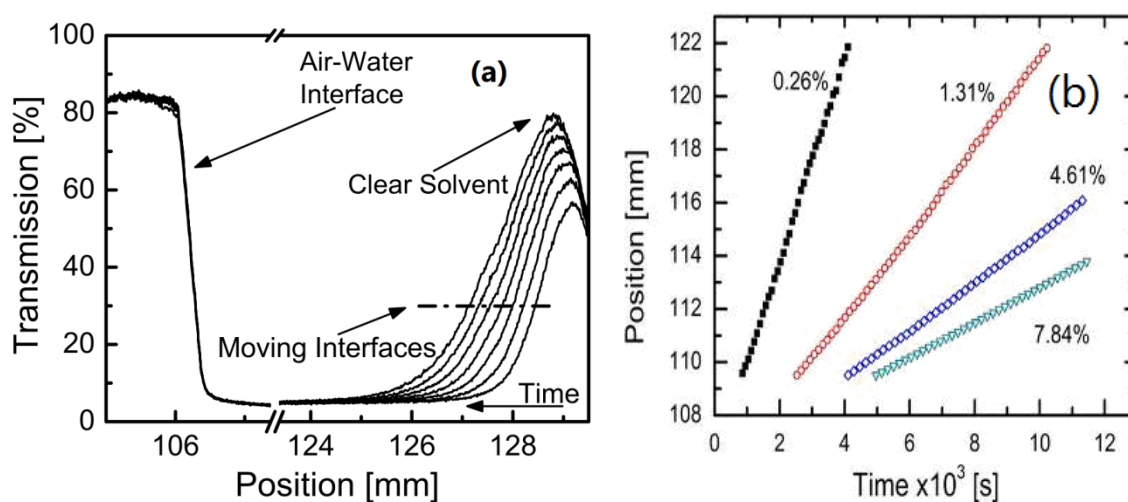 100
80
60
40
20
0
Transmission [%]
Air-Water
Interface
(a)
Clear Solvent
Moving Interfaces
Time
106
124
126
128
Position [mm]
122
120
118
116
114
112
110
108
Position [mm]
0.26%
1.31%
(b)
4.61%
7.84%
0
2
4
6
8
10
12
Time x10³ [s]